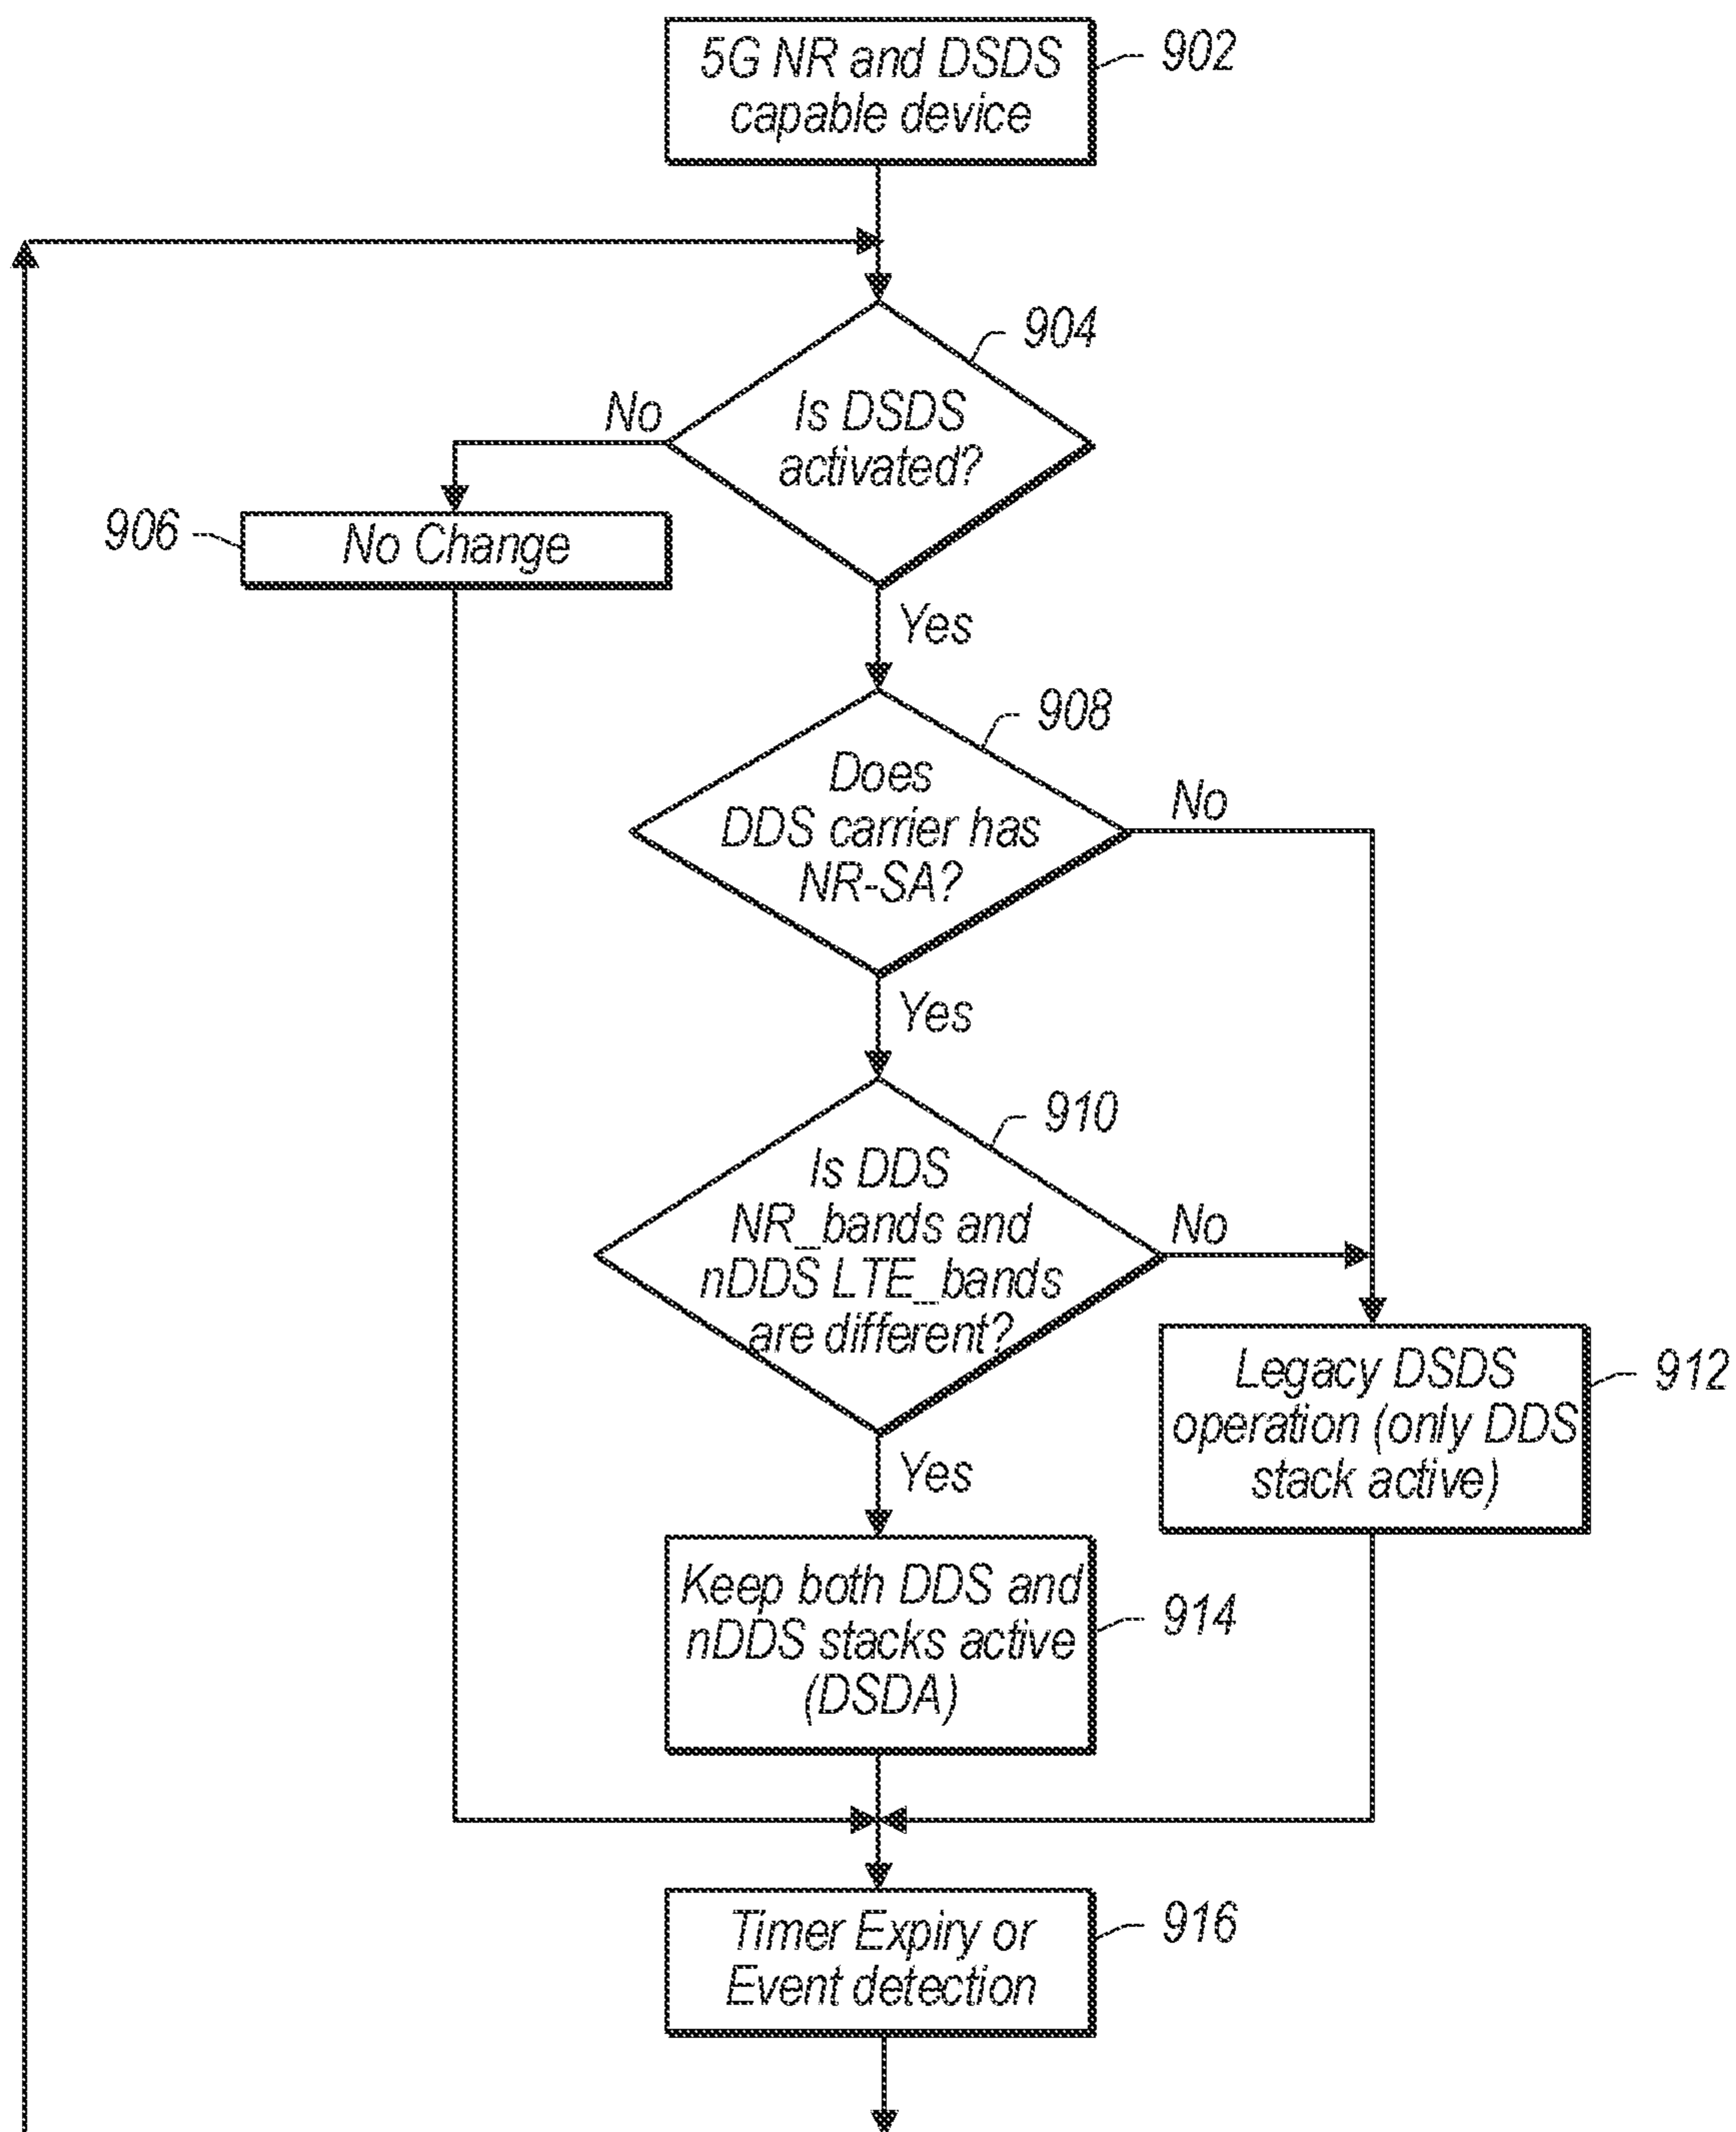 5G NR and DSDS
capable device
902
904
Is DSDS
activated?
No
906
No Change
Yes
908
Does
DDS carrier has
NR-SA?
No
Yes
910
Is DDS
NR_bands and
nDDS LTE_bands
are different?
No
Legacy DSDS
operation (only DDS
stack active)
912
Yes
Keep both DDS and
nDDS stacks active
(DSDA)
914
Timer Expiry or
Event detection
916